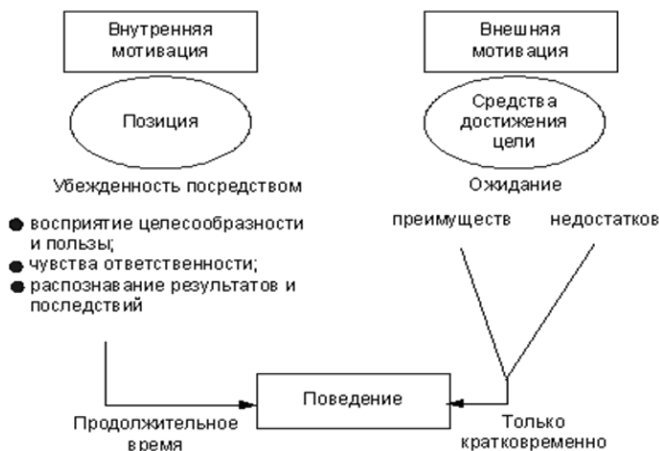 Внутренняя
мотивация
Позиция
Убежденность посредством
восприятие целесообразности
и пользы;
чувства ответственности;
распознавание результатов и
последствий
Продолжительное
время
Внешняя
мотивация
Средства
достижения
цели
Ожидание
преимуществ недостатков
Поведение
Только
кратковременно